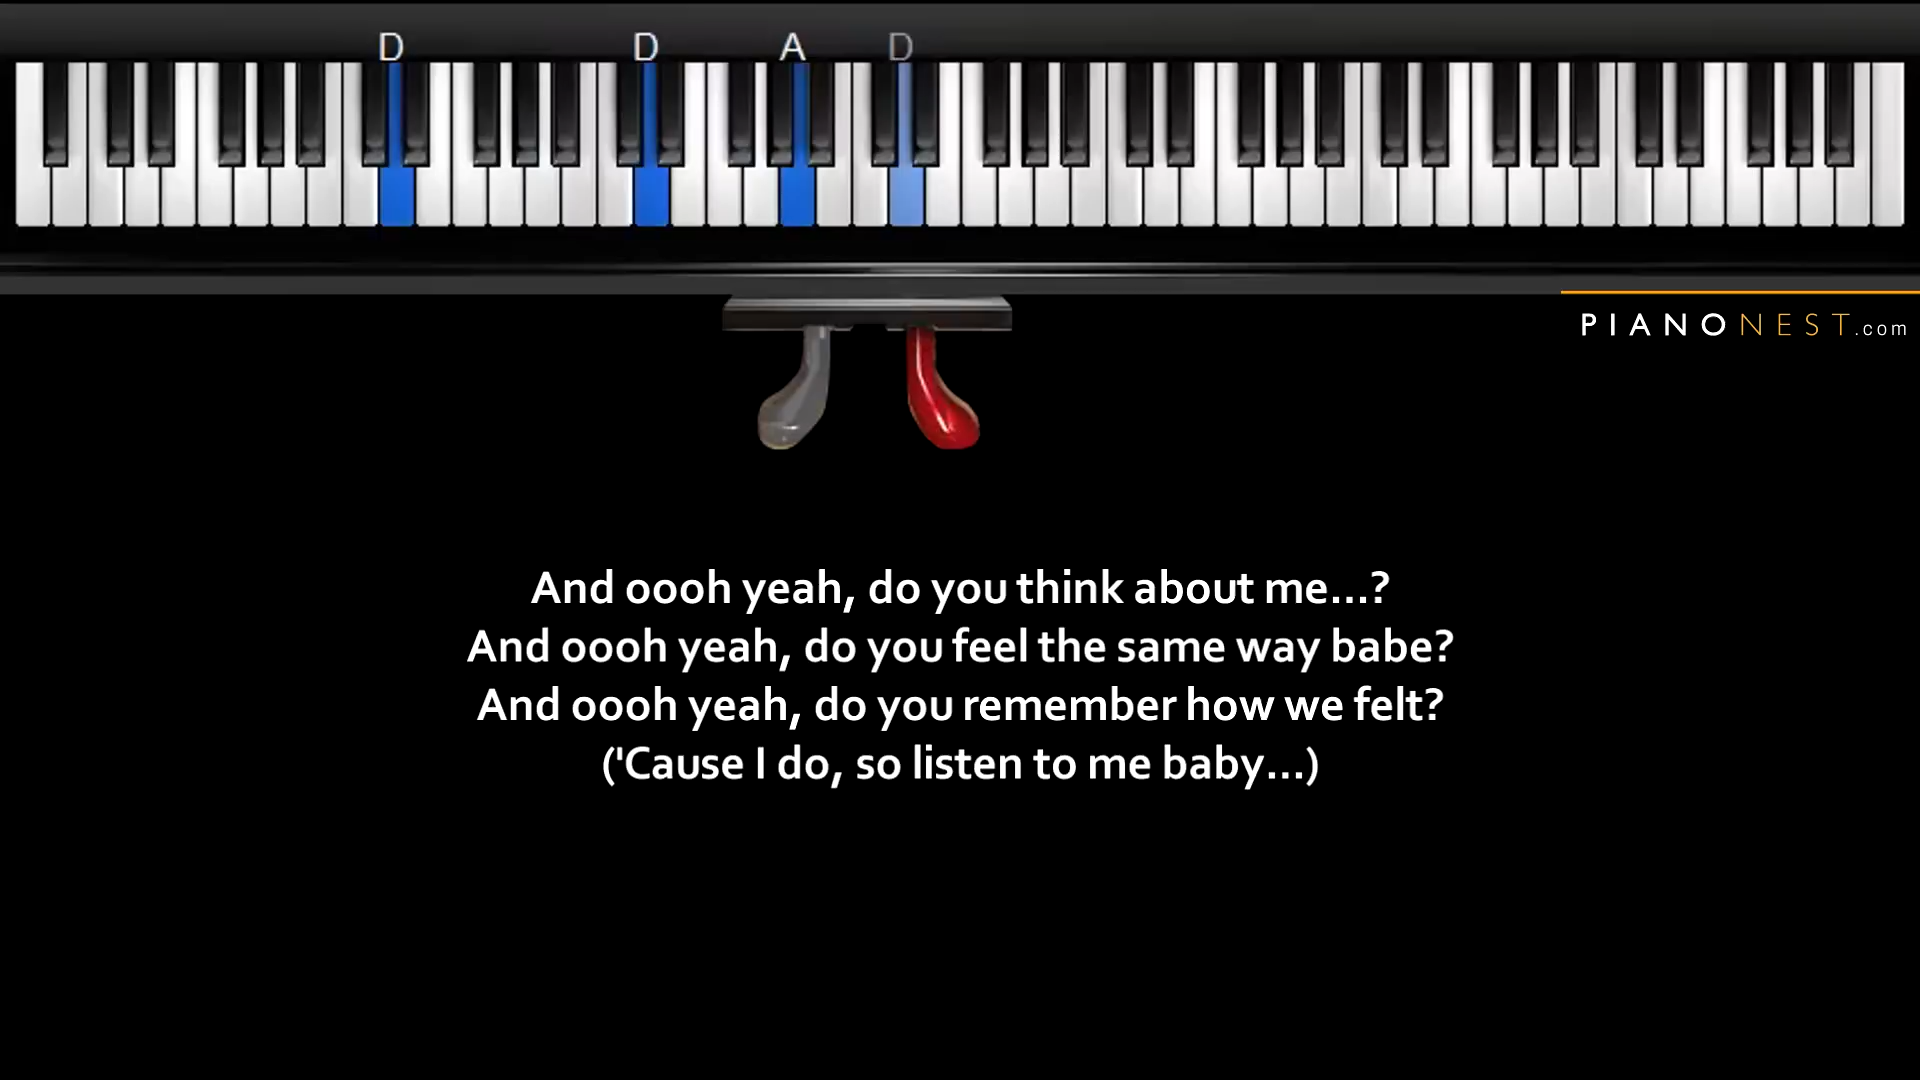 D D A D
PIANONEST.com
And oooh yeah, do you think about me...?
And oooh yeah, do you feel the same way babe?
And oooh yeah, do you remember how we felt?
('Cause I do, so listen to me baby...)